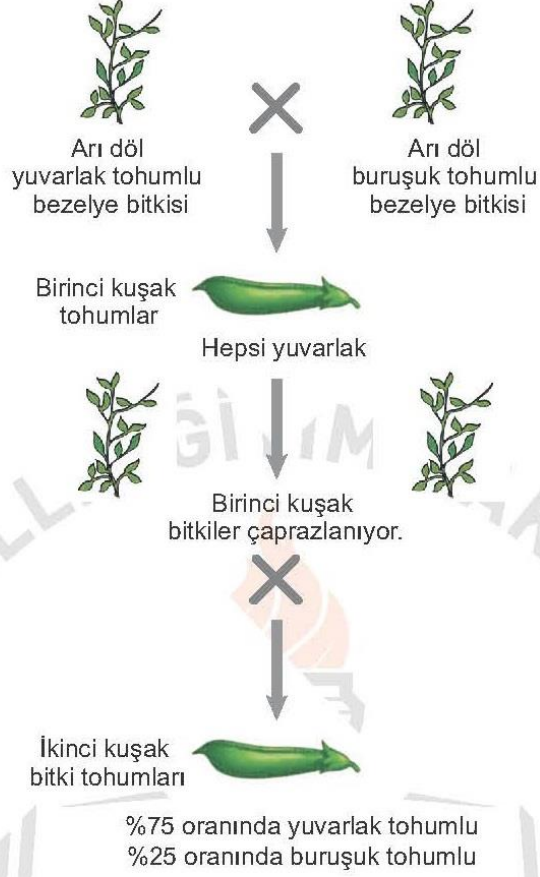 Arı döl
yuvarlak tohumlu
bezelye bitkisi
Arı döl
buruşuk tohumlu
bezelye bitkisi
Birinci kuşak
tohumlar
Hepsi yuvarlak
Birinci kuşak
bitkiler çaprazlanıyor.
İkinci kuşak
bitki tohumları
%75 oranında yuvarlak tohumlu
%25 oranında buruşuk tohumlu